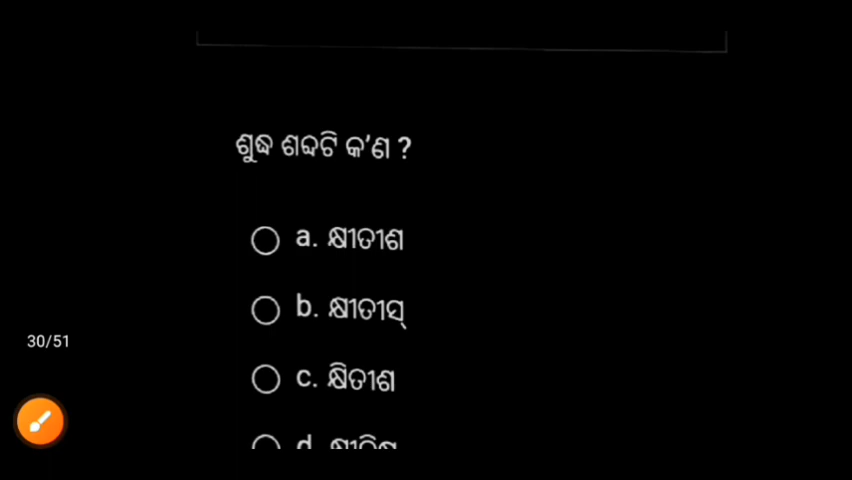 ଶୁଦ୍ଧ ଶବ୍ଦଟି କ'ଣ ?
a. କ୍ଷୀତୀଶ
b. କ୍ଷୀତୀସ୍
c. କ୍ଷିତୀଶ
30/51
d.